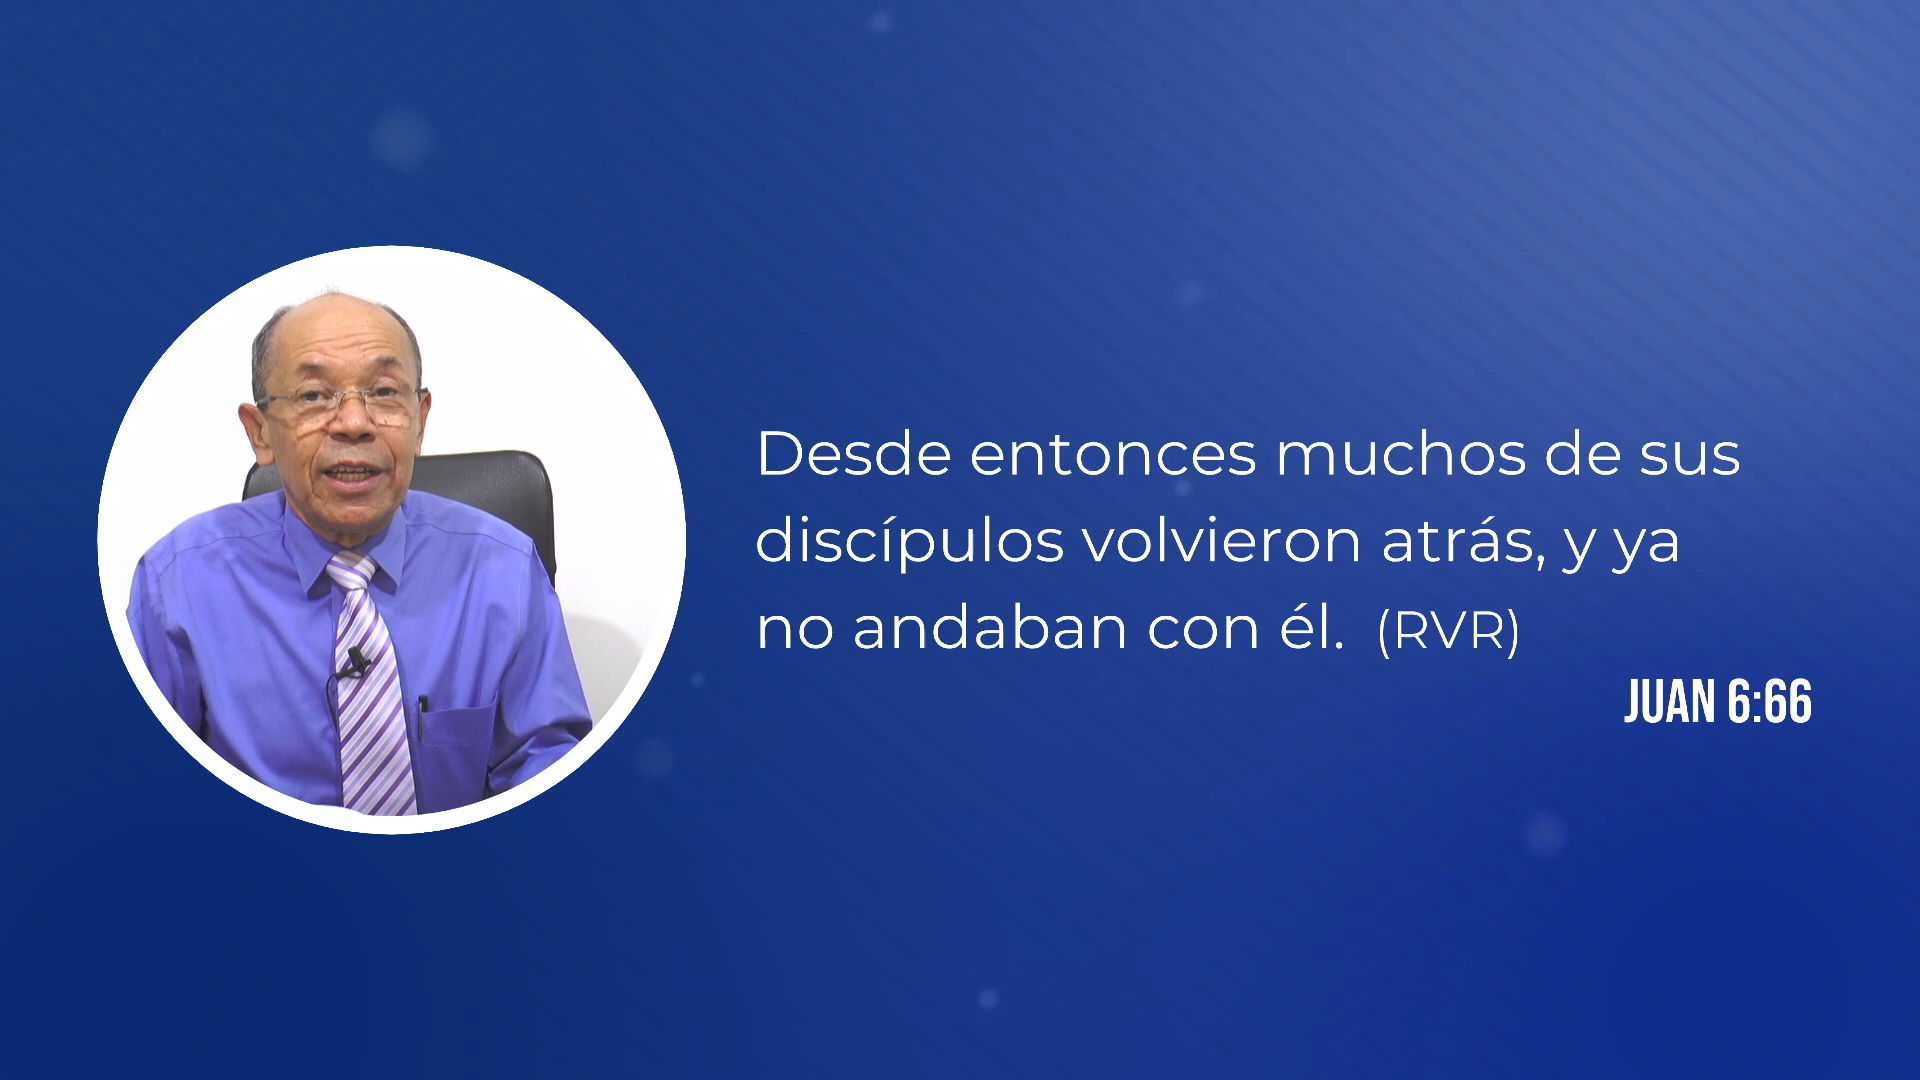 Desde entonces muchos de sus
discípulos volvieron atrás, y ya
no andaban con él. (RVR)
JUAN 6:66